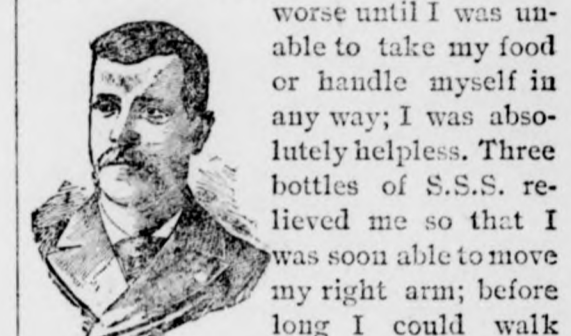 worse until I was un-
able to take my food
or handle myself in
any way; I was abso-
lutely helpless. Three
bottles of S.S.S. re-
lieved me so that I
was soon able to move
my right arm; before
long I could walk